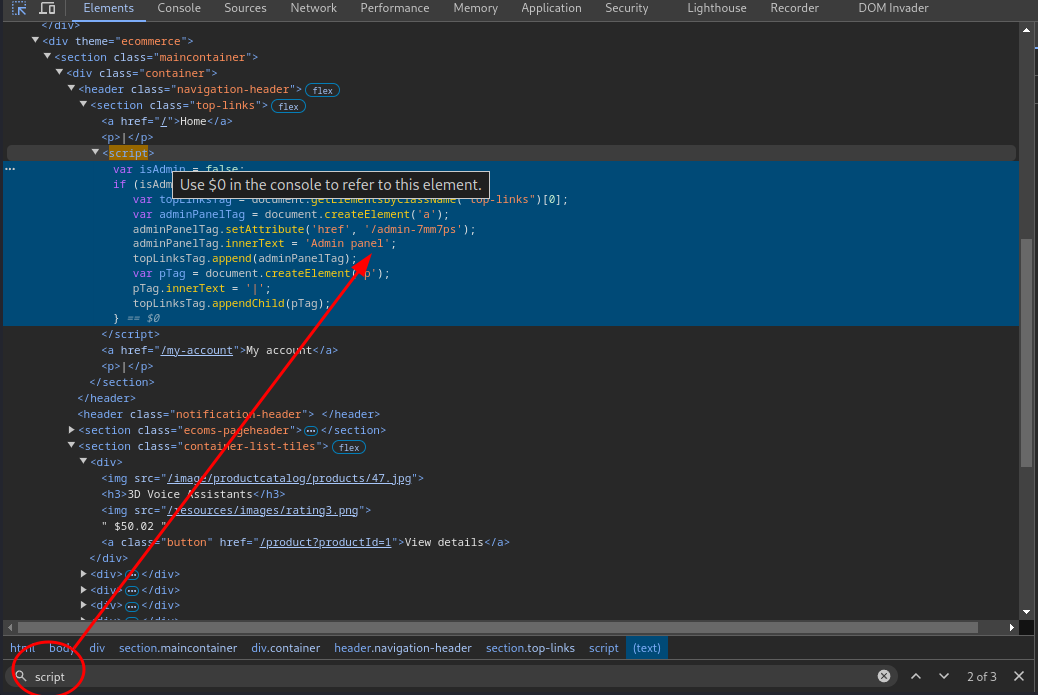 Elements Console Sources Network Performance Memory Application Security Lighthouse Recorder DOM Invader
</div>
<div theme="ecommerce">
<section class="maincontainer">
<div class="container">
<header class="navigation-header"> flex
<section class="top-links"> flex
<a href="/">Home</a>
<p>|</p>
<script>
var isAdmin = false;
Use $0 in the console to refer to this element.
if (isAdm
var topLinksTag = document.getElementsByClassName("top-links")[0];
var adminPanelTag = document.createElement('a');
adminPanelTag.setAttribute('href', '/admin-7mm7ps');
adminPanelTag.innerText = 'Admin panel';
topLinksTag.append(adminPanelTag);
var pTag = document.createElement('p');
pTag.innerText = '|';
topLinksTag.appendChild(pTag);
} == $0
</script>
<a href="/my-account">My account</a>
<p>|</p>
</section>
</header>
<header class="notification-header"> </header>
<section class="ecoms-pageheader"> ••• </section>
<section class="container-list-tiles"> flex
<div>
<img src="/image/productcatalog/products/47.jpg">
<h3>3D Voice Assistants</h3>
<img src="/resources/images/rating3.png">
" $50.02 "
<a class="button" href="/product?productId=1">View details</a>
</div>
<div> ••• </div>
<div> ••• </div>
<div> ••• </div>
html body div section.maincontainer div.container header.navigation-header section.top-links script (text)
script 2 of 3